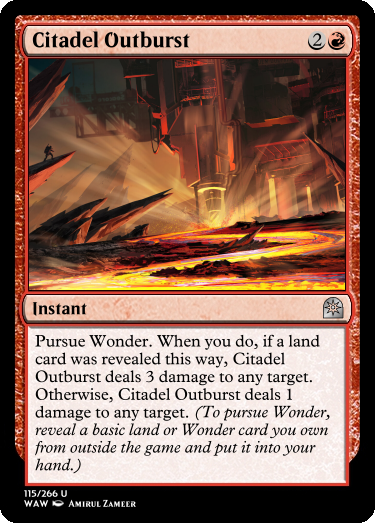 Citadel Outburst 2
Instant
Pursue Wonder. When you do, if a land
card was revealed this way, Citadel
Outburst deals 3 damage to any target.
Otherwise, Citadel Outburst deals 1
damage to any target. (To pursue Wonder,
reveal a basic land or Wonder card you own
from outside the game and put it into your
hand.)
115/266 U
WAW Amirul Zameer